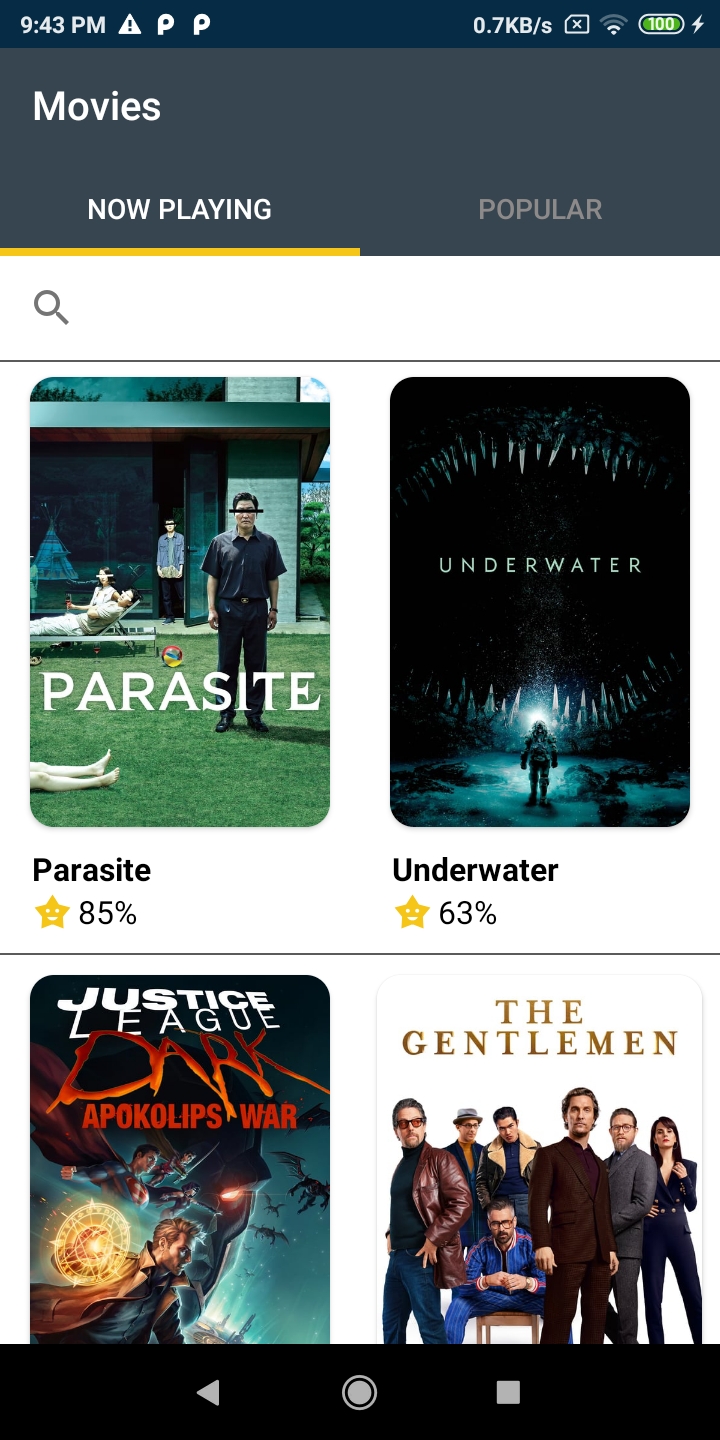 9:43 PM
0.7KB/s
100
Movies
NOW PLAYING
POPULAR
PARASITE
UNDERWATER
Parasite
Underwater
85%
63%
JUSTICE
LEAGUE
DARK
APOKOLIPS WAR
THE
GENTLEMEN